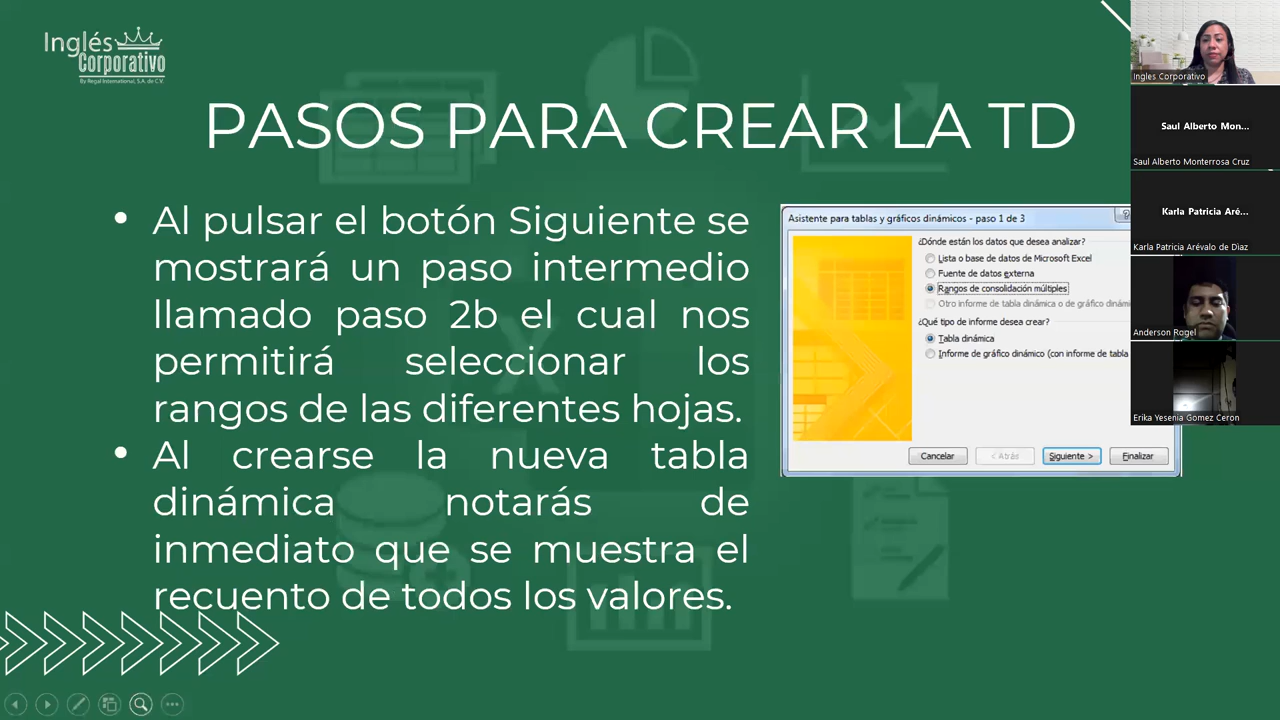 Inglés
Corporativo
By Regal International, S.A. de C.V.
PASOS PARA CREAR LA TD
• Al pulsar el botón Siguiente se
mostrará un paso intermedio
llamado paso 2b el cual nos
permitirá seleccionar los
rangos de las diferentes hojas.
• Al crearse la nueva tabla
dinámica notarás de
inmediato que se muestra el
recuento de todos los valores.
Asistente para tablas y gráficos dinámicos - paso 1 de 3
¿Dónde están los datos que desea analizar?
Lista o base de datos de Microsoft Excel
Fuente de datos externa
Rangos de consolidación múltiples
Otro informe de tabla dinámica o de gráfico dinámi
¿Qué tipo de informe desea crear?
Tabla dinámica
Informe de gráfico dinámico (con informe de tabla
Cancelar
< Atrás
Siguiente >
Finalizar
Ingles Corporativo
Saul Alberto Mon...
Saul Alberto Monterrosa Cruz
Karla Patricia Aré...
Karla Patricia Arévalo de Diaz
Anderson Rogel
Erika Yesenia Gomez Ceron